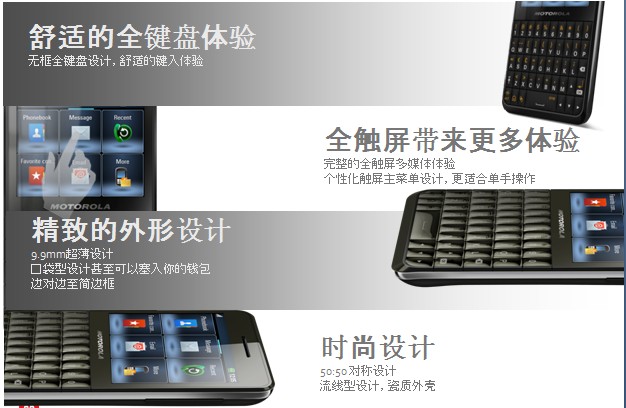 舒适的全键盘体验
无框全键盘设计，舒适的键入体验
MOTOROLA
Phonebook
Message
Recent
Favorite con
Email
More
MOTOROLA
全触屏带来更多体验
完整的全触屏多媒体体验
个性化触屏主菜单设计，更适合单手操作
精致的外形设计
9.9mm超薄设计
口袋型设计甚至可以塞入你的钱包
边对边至简边框
MOTOROLA
时尚设计
50:50 对称设计
流线型设计，瓷质外壳
MOTOROLA